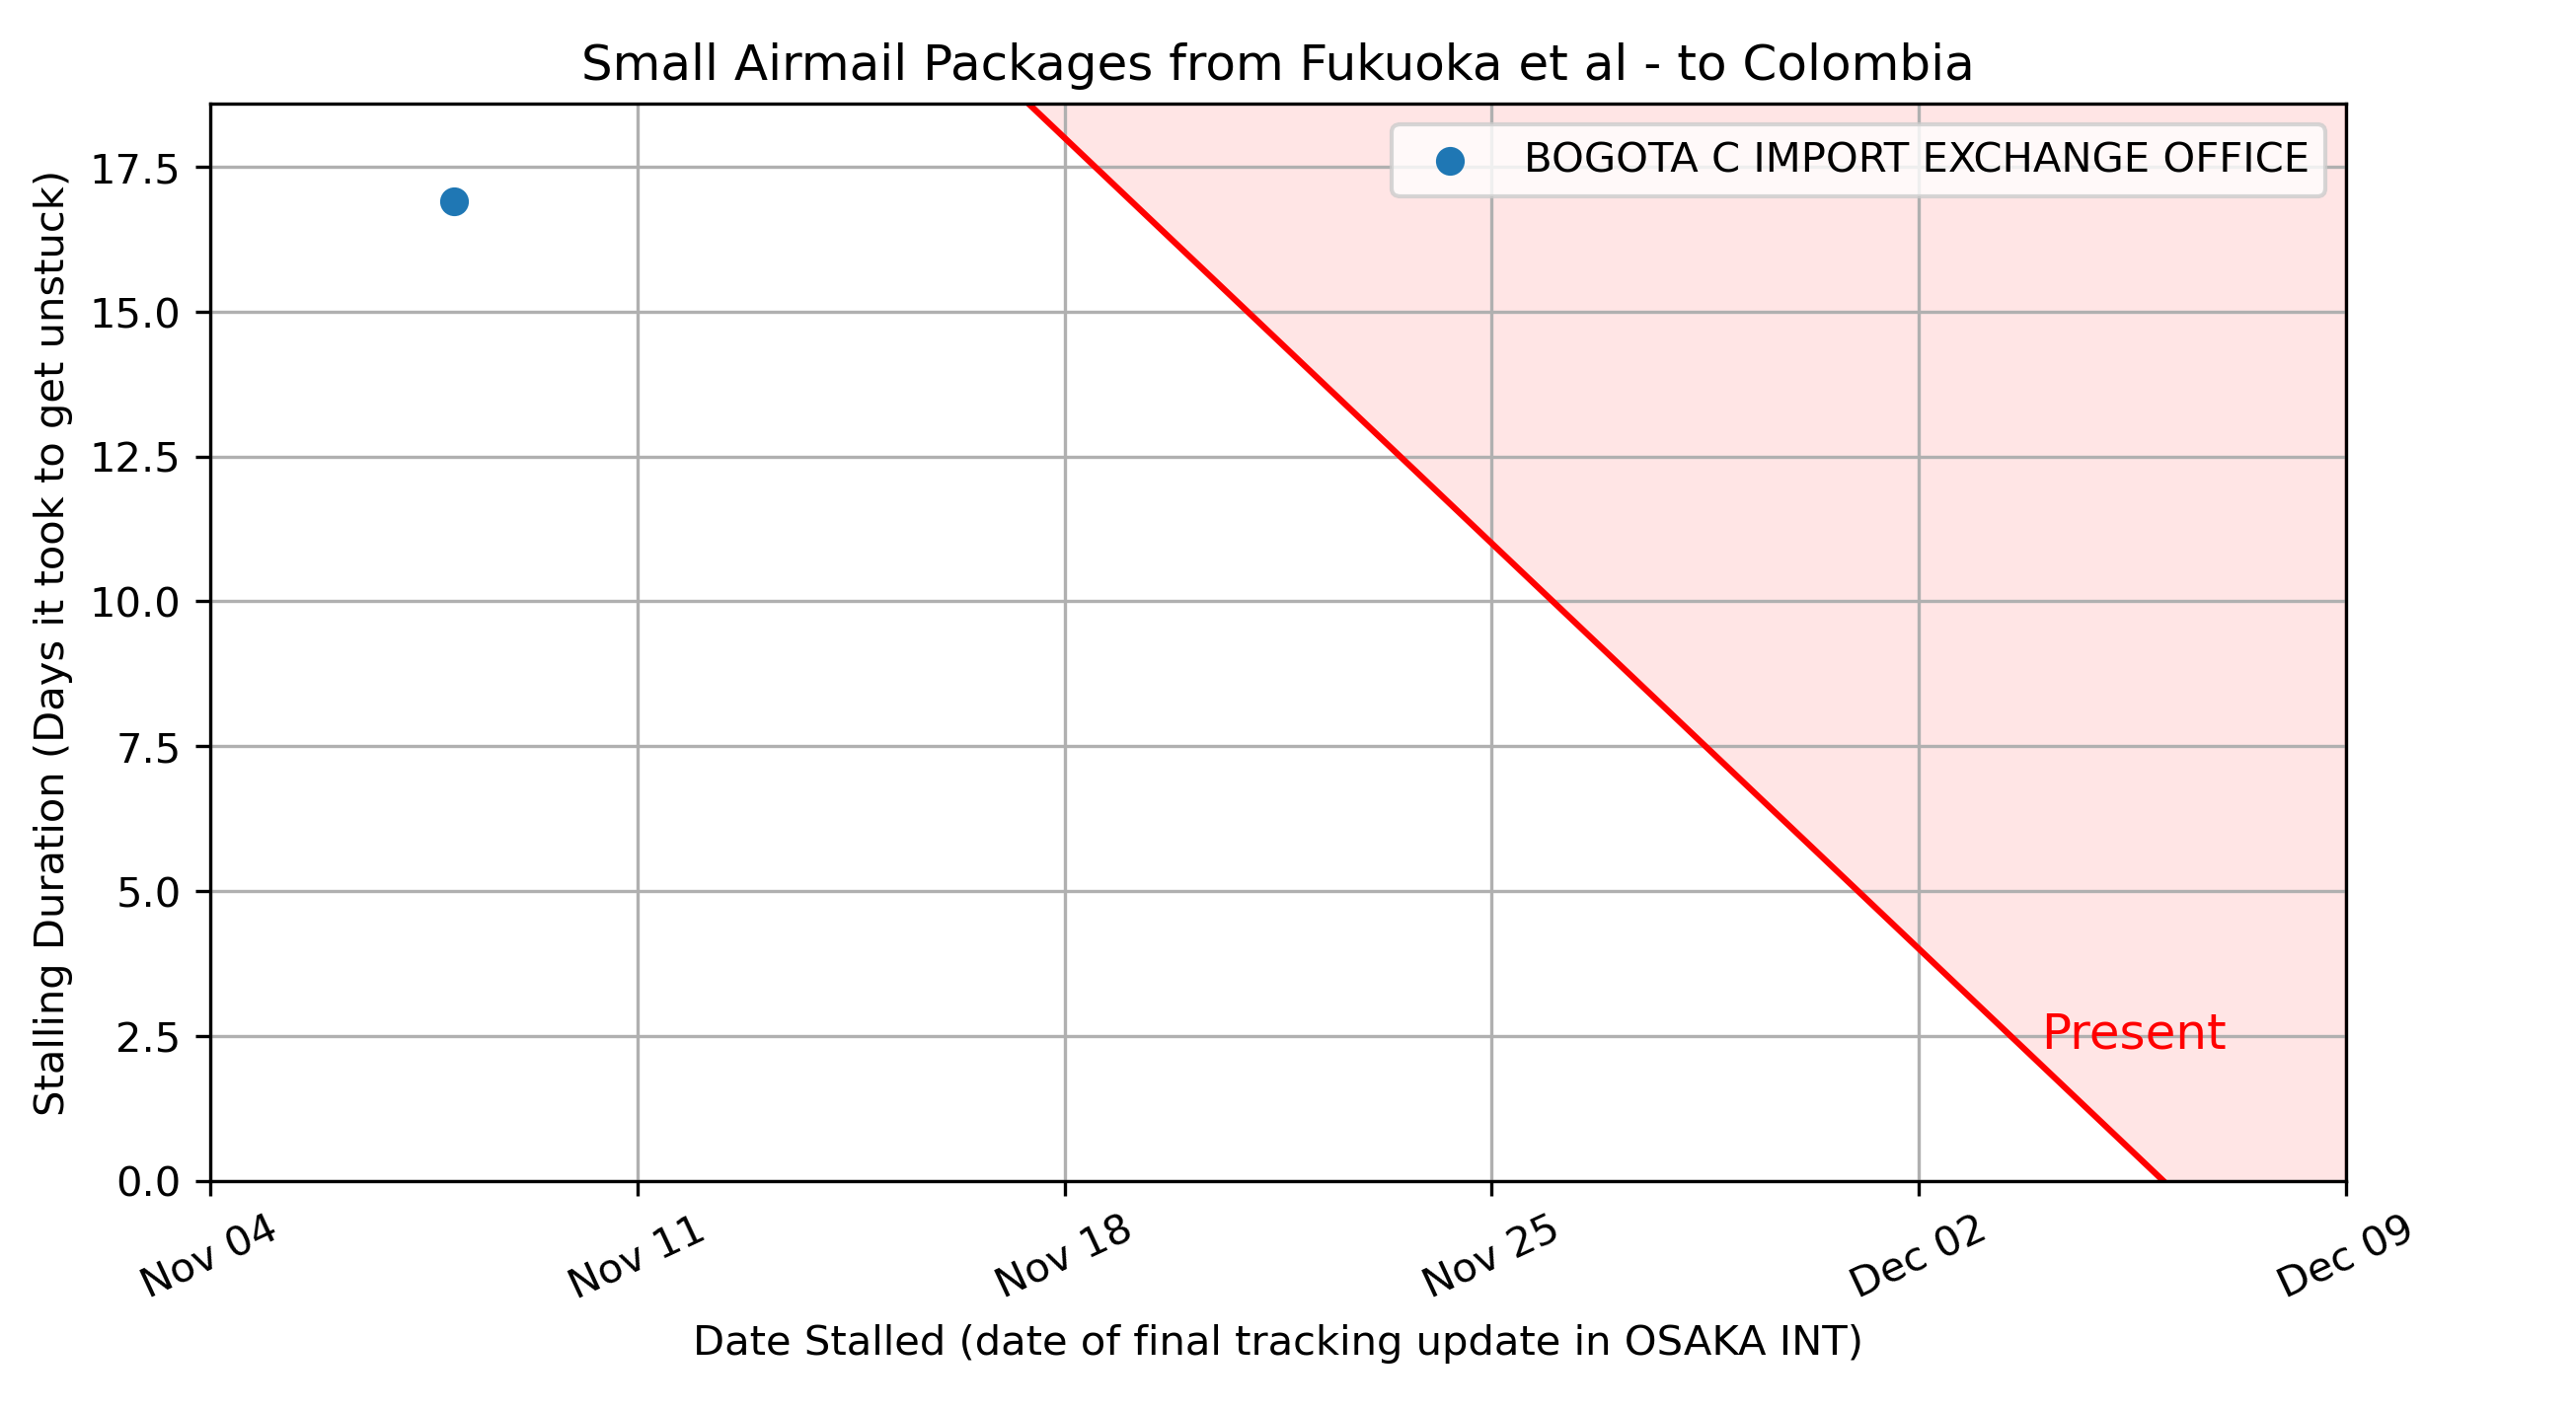 Small Airmail Packages from Fukuoka et al - to Colombia
BOGOTA C IMPORT EXCHANGE OFFICE
Stalling Duration (Days it took to get unstuck)
17.5
15.0
12.5
10.0
7.5
5.0
2.5
0.0
Present
Nov 04
Nov 11
Nov 18
Nov 25
Dec 02
Dec 09
Date Stalled (date of final tracking update in OSAKA INT)